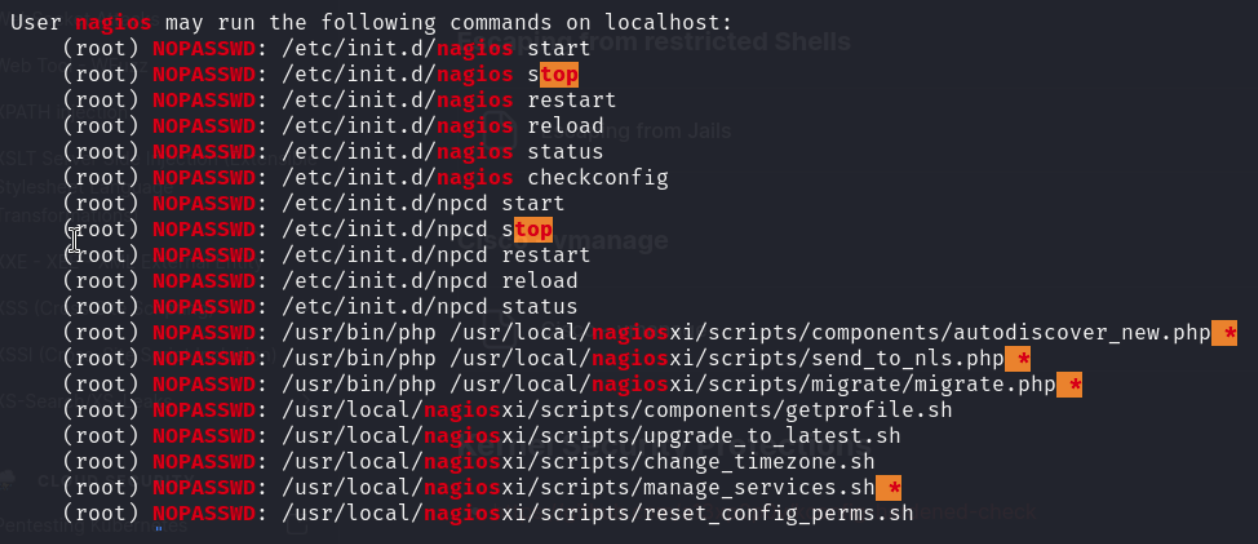 User nagios may run the following commands on localhost:
(root) NOPASSWD: /etc/init.d/nagios start
(root) NOPASSWD: /etc/init.d/nagios stop
(root) NOPASSWD: /etc/init.d/nagios restart
(root) NOPASSWD: /etc/init.d/nagios reload
(root) NOPASSWD: /etc/init.d/nagios status
(root) NOPASSWD: /etc/init.d/nagios checkconfig
(root) NOPASSWD: /etc/init.d/npcd start
(root) NOPASSWD: /etc/init.d/npcd stop
(root) NOPASSWD: /etc/init.d/npcd restart
(root) NOPASSWD: /etc/init.d/npcd reload
(root) NOPASSWD: /etc/init.d/npcd status
(root) NOPASSWD: /usr/bin/php /usr/local/nagiosxi/scripts/components/autodiscover_new.php *
(root) NOPASSWD: /usr/bin/php /usr/local/nagiosxi/scripts/send_to_nls.php *
(root) NOPASSWD: /usr/bin/php /usr/local/nagiosxi/scripts/migrate/migrate.php *
(root) NOPASSWD: /usr/local/nagiosxi/scripts/components/getprofile.sh
(root) NOPASSWD: /usr/local/nagiosxi/scripts/upgrade_to_latest.sh
(root) NOPASSWD: /usr/local/nagiosxi/scripts/change_timezone.sh
(root) NOPASSWD: /usr/local/nagiosxi/scripts/manage_services.sh *
(root) NOPASSWD: /usr/local/nagiosxi/scripts/reset_config_perms.sh
Escaping from restricted Shells
Escaping from Jails